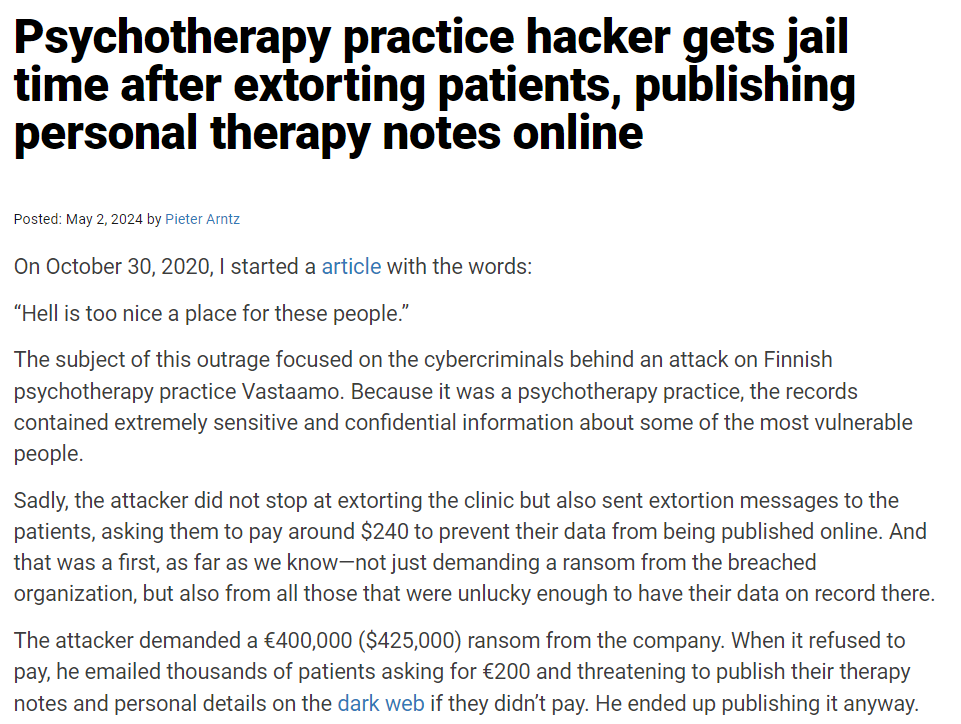 Psychotherapy practice hacker gets jail
time after extorting patients, publishing
personal therapy notes online
Posted: May 2, 2024 by Pieter Arntz
On October 30, 2020, I started a article with the words:
“Hell is too nice a place for these people.”
The subject of this outrage focused on the cybercriminals behind an attack on Finnish
psychotherapy practice Vastaamo. Because it was a psychotherapy practice, the records
contained extremely sensitive and confidential information about some of the most vulnerable
people.
Sadly, the attacker did not stop at extorting the clinic but also sent extortion messages to the
patients, asking them to pay around $240 to prevent their data from being published online. And
that was a first, as far as we know—not just demanding a ransom from the breached
organization, but also from all those that were unlucky enough to have their data on record there.
The attacker demanded a €400,000 ($425,000) ransom from the company. When it refused to
pay, he emailed thousands of patients asking for €200 and threatening to publish their therapy
notes and personal details on the dark web if they didn’t pay. He ended up publishing it anyway.